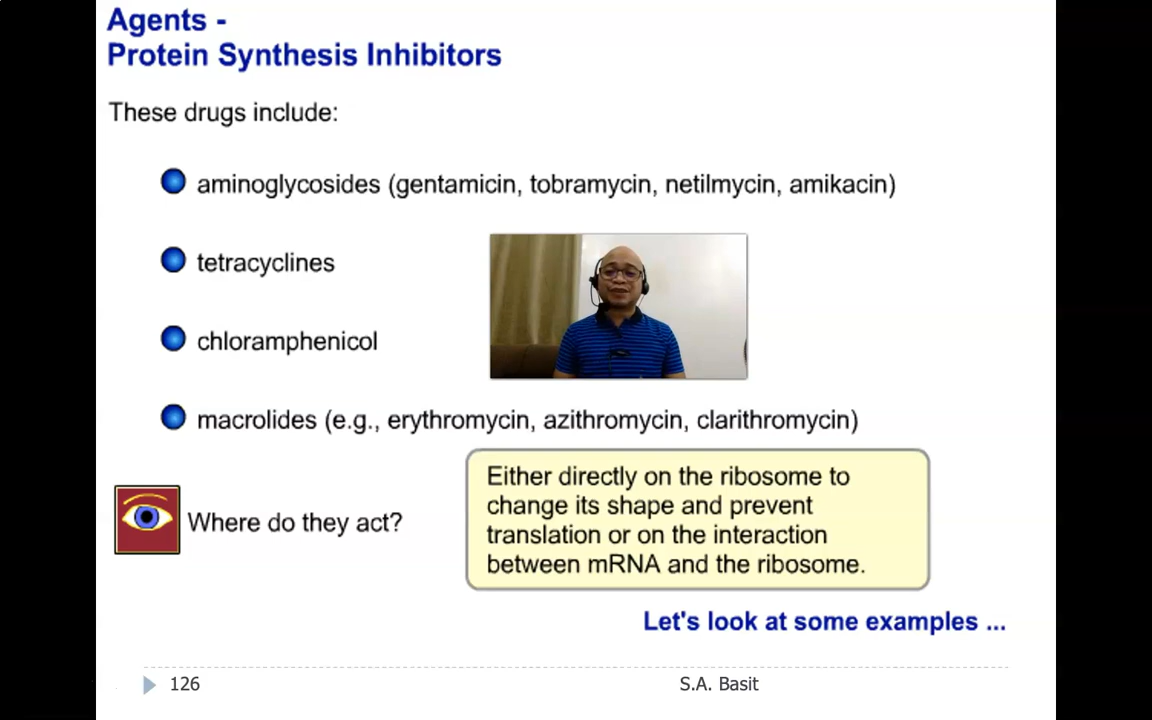 Agents -
Protein Synthesis Inhibitors
These drugs include:
aminoglycosides (gentamicin, tobramycin, netilmycin, amikacin)
tetracyclines
chloramphenicol
macrolides (e.g., erythromycin, azithromycin, clarithromycin)
Where do they act?
Either directly on the ribosome to
change its shape and prevent
translation or on the interaction
between mRNA and the ribosome.
Let's look at some examples ...
126
S.A. Basit